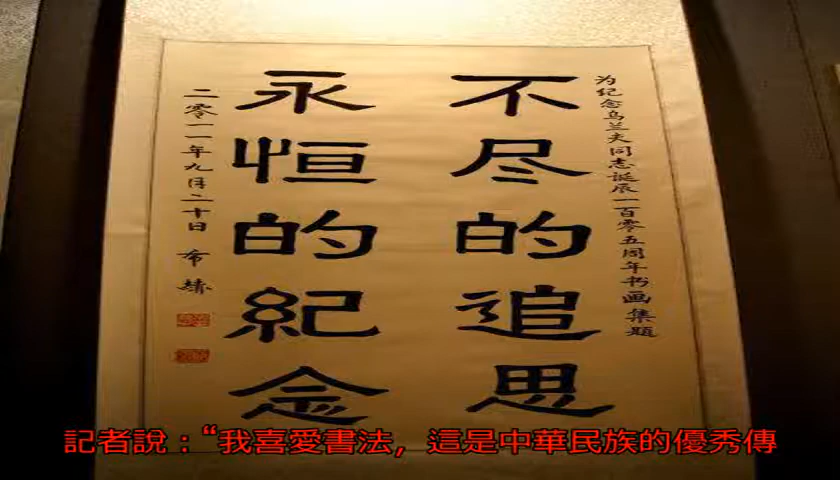 为纪念乌兰夫同志诞辰一百零五周年书画集题
不尽的追思
永恒的纪念
二零一一年九月二十日 布赫
記者說：“我喜愛書法，這是中華民族的優秀傳